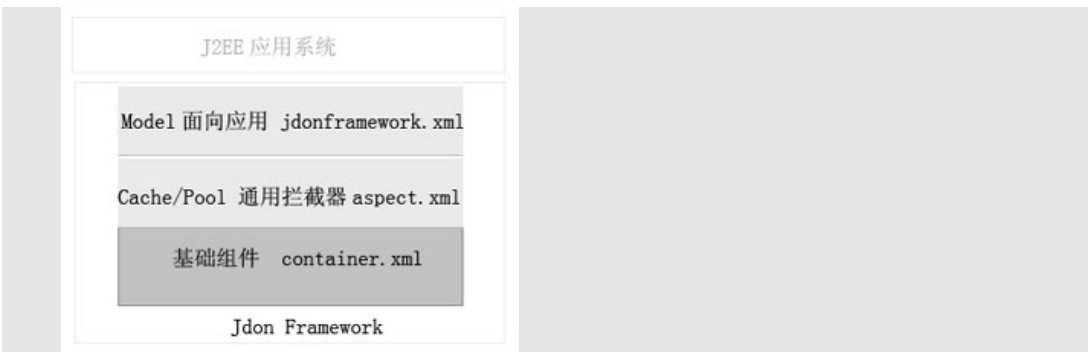 J2EE 应用系统
Model 面向应用 jdonframework.xml
Cache/Pool 通用拦截器 aspect.xml
基础组件 container.xml
Jdon Framework